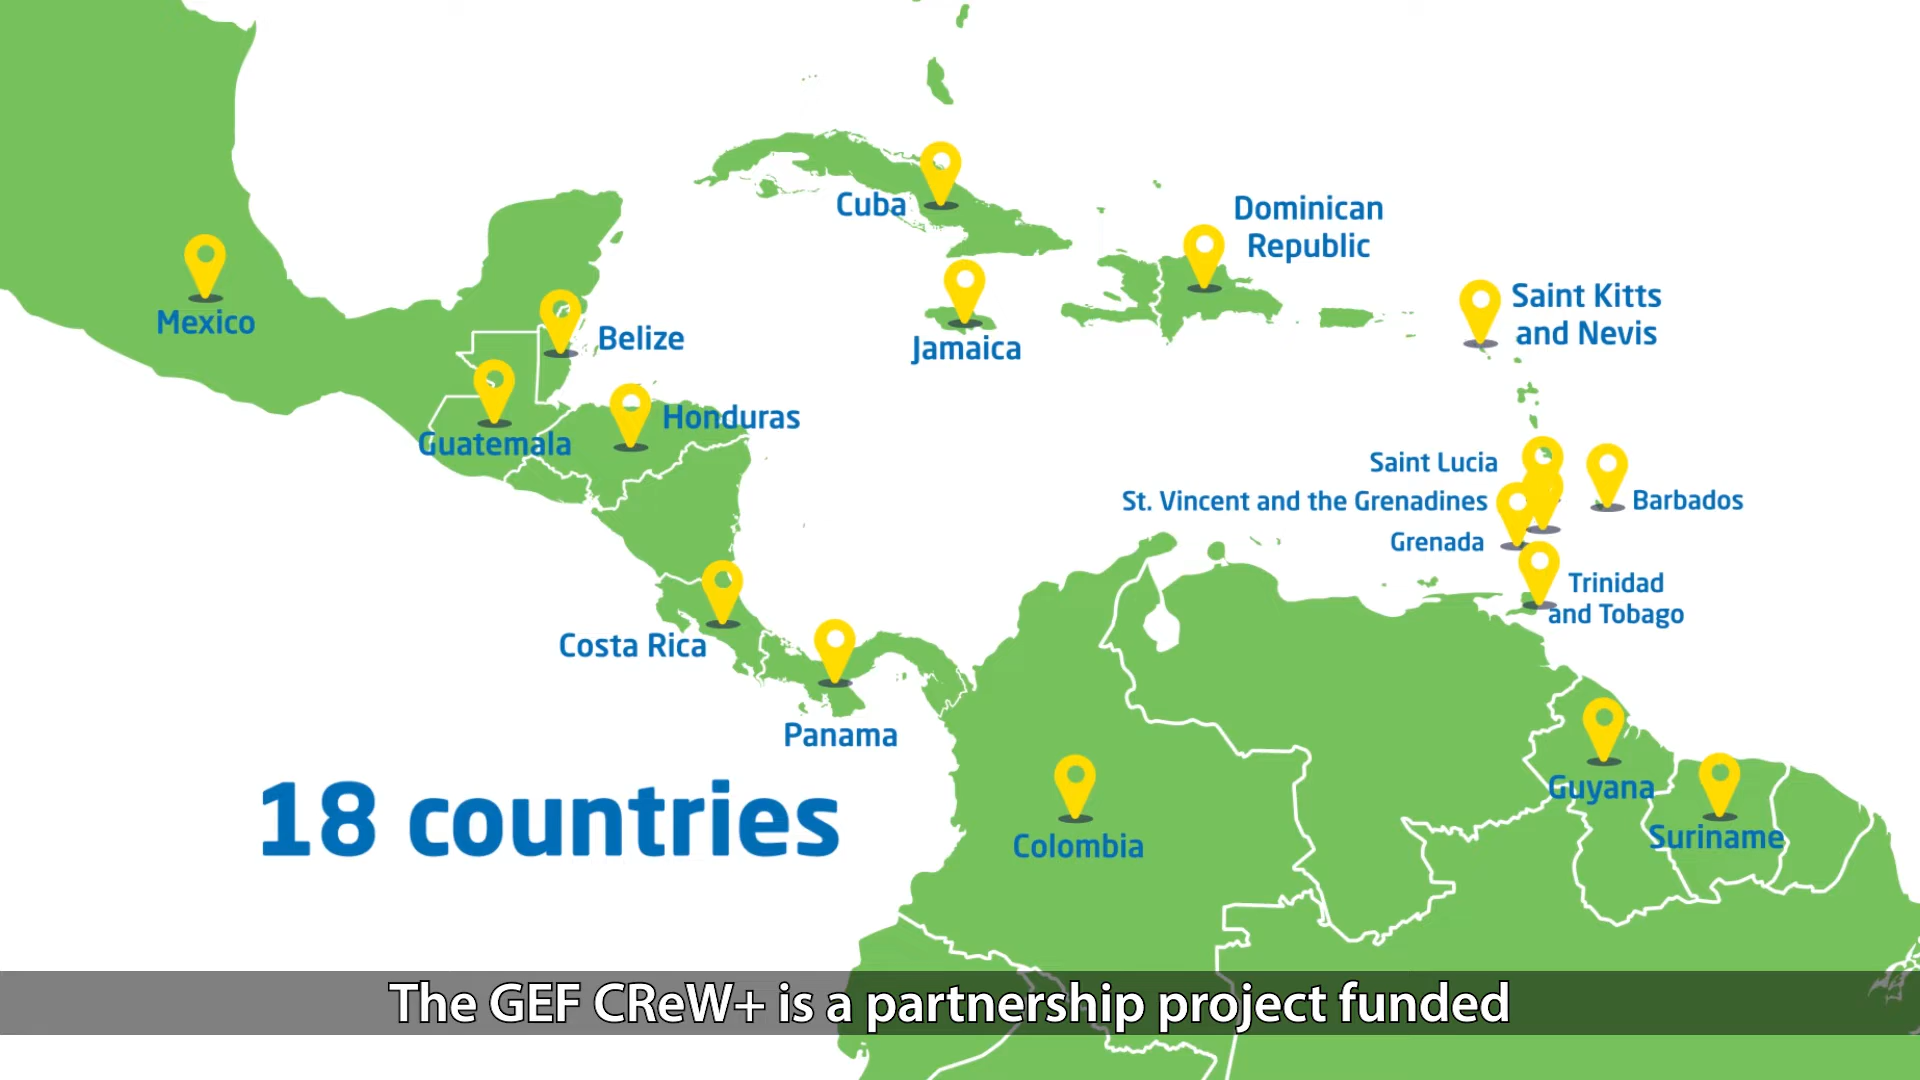 Cuba
Dominican
Republic
Mexico
Belize
Jamaica
Saint Kitts
and Nevis
Guatemala
Honduras
Saint Lucia
St. Vincent and the Grenadines
Barbados
Grenada
Trinidad
and Tobago
Costa Rica
Panama
Guyana
Suriname
Colombia
18 countries
The GEF CReW+ is a partnership project funded